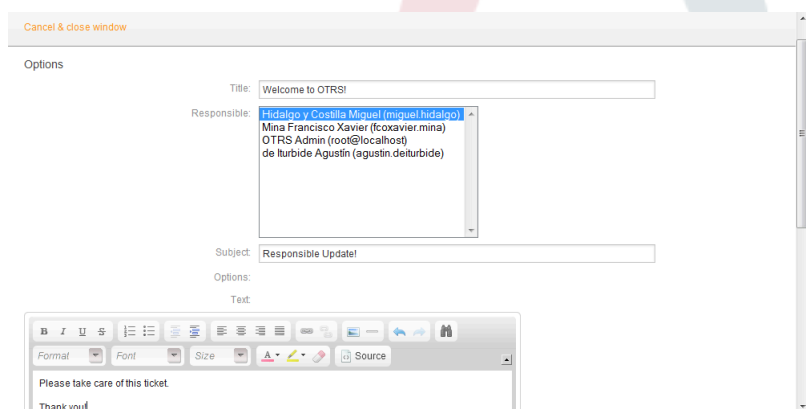 Cancel & close window
Options
Title: Welcome to OTRS!
Responsible: Hidalgo y Costilla Miguel (miguel.hidalgo)
Mina Francisco Xavier (fcoxavier.mina)
OTRS Admin (root@localhost)
de Iturbide Agustín (agustin.deiturbide)
Subject: Responsible Update!
Options:
Text:
B I U S
Format Font Size A Source
Please take care of this ticket.
Thank you!